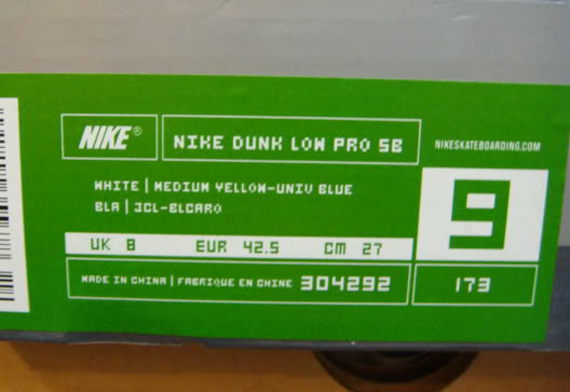 NIKE®
NIKE DUNK LOW PRO SB
NIKESKATEBOARDING.COM
WHITE | MEDIUM YELLOW-UNIV BLUE
BLA | JCL-BLCARO
9
UK 8 EUR 42.5 CM 27
MADE IN CHINA | FABRIQUE EN CHINE 304292
173